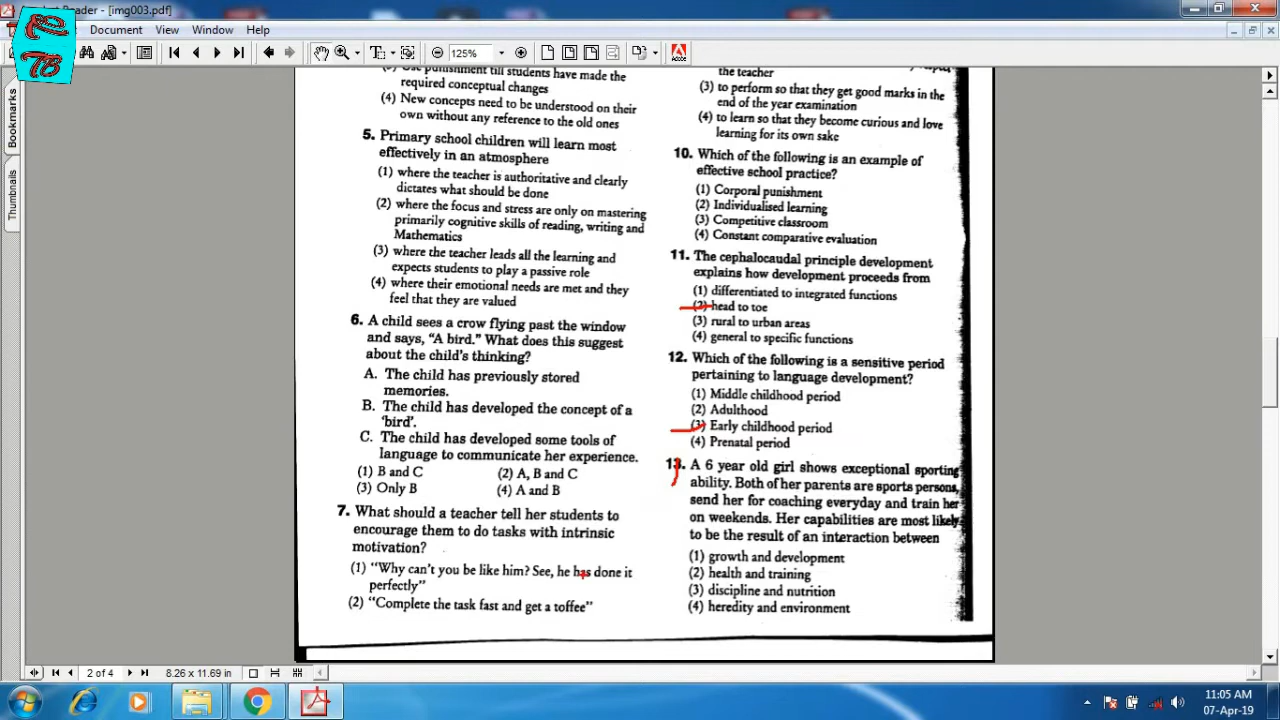 Reader - [img003.pdf]
Document View Window Help
TB
125%
Adobe
Bookmarks
Thumbnails
punishment till students have made the
required conceptual changes
(4) New concepts need to be understood on their
own without any reference to the old ones
5. Primary school children will learn most
effectively in an atmosphere
(1) where the teacher is authoritative and clearly
dictates what should be done
(2) where the focus and stress are only on mastering
primarily cognitive skills of reading, writing and
Mathematics
(3) where the teacher leads all the learning and
expects students to play a passive role
(4) where their emotional needs are met and they
feel that they are valued
6. A child sees a crow flying past the window
and says, “A bird.” What does this suggest
about the child’s thinking?
A. The child has previously stored
memories.
B. The child has developed the concept of a
‘bird’.
C. The child has developed some tools of
language to communicate her experience.
(1) B and C (2) A, B and C
(3) Only B (4) A and B
7. What should a teacher tell her students to
encourage them to do tasks with intrinsic
motivation?
(1) “Why can’t you be like him? See, he has done it
perfectly”
(2) “Complete the task fast and get a toffee”
the teacher
(3) to perform so that they get good marks in the
end of the year examination
(4) to learn so that they become curious and love
learning for its own sake
10. Which of the following is an example of
effective school practice?
(1) Corporal punishment
(2) Individualised learning
(3) Competitive classroom
(4) Constant comparative evaluation
11. The cephalocaudal principle development
explains how development proceeds from
(1) differentiated to integrated functions
(2) head to toe
(3) rural to urban areas
(4) general to specific functions
12. Which of the following is a sensitive period
pertaining to language development?
(1) Middle childhood period
(2) Adulthood
(3) Early childhood period
(4) Prenatal period
13. A 6 year old girl shows exceptional sporting
ability. Both of her parents are sports persons,
send her for coaching everyday and train her
on weekends. Her capabilities are most likely
to be the result of an interaction between
(1) growth and development
(2) health and training
(3) discipline and nutrition
(4) heredity and environment
2 of 4 8.26 x 11.69 in
11:05 AM
07-Apr-19